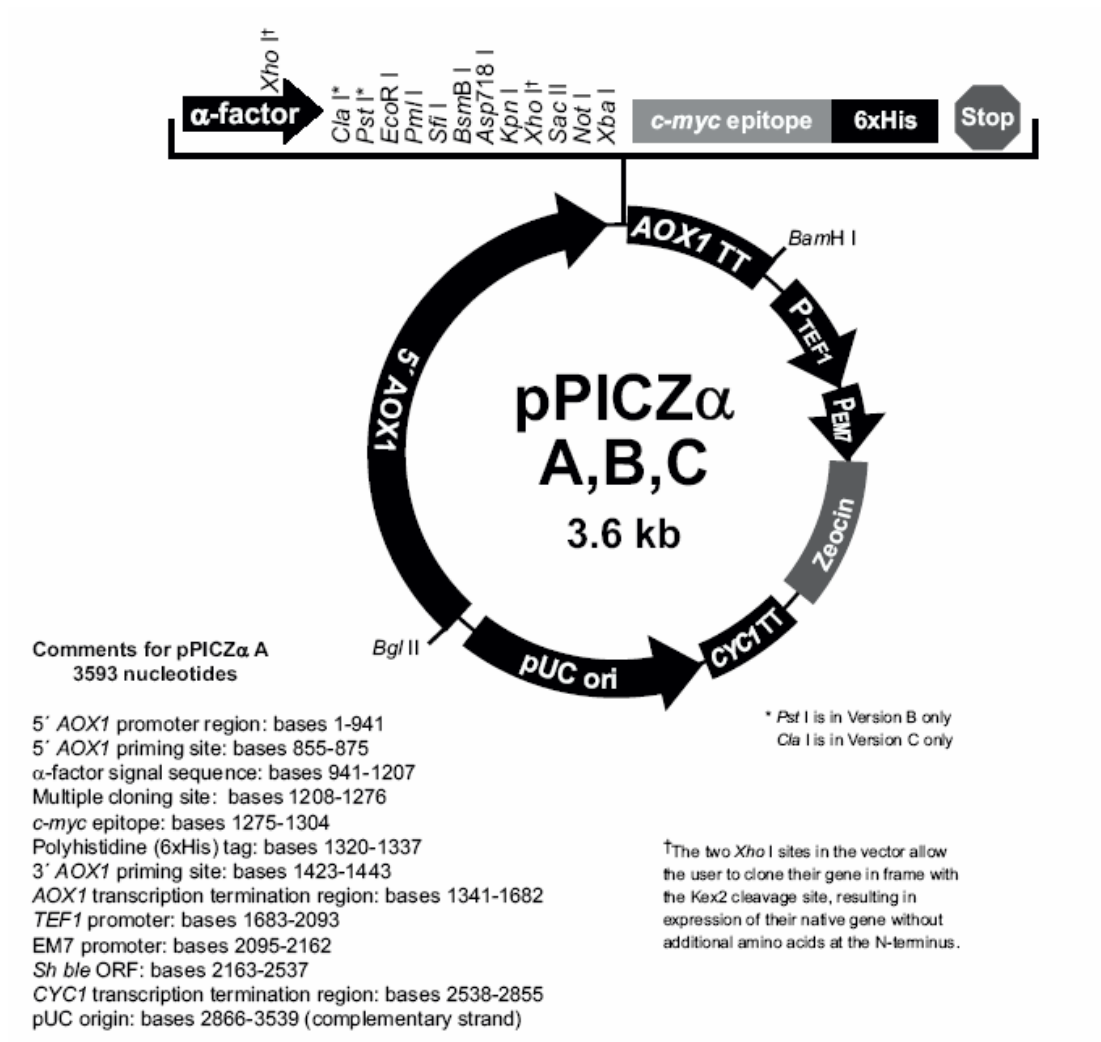 α-factor
Xho I†
Cla I*
Pst I*
EcoR I
Pml I
Sfi I
BsmB I
Asp718 I
Kpn I
Xho I†
Sac II
Not I
Xba I
c-myc epitope
6xHis
Stop
AOX1 TT
BamH I
PTEF1
PEM7
Zeocin
CYC1 TT
pUC ori
Bgl II
5´ AOX1
pPICZα
A,B,C
3.6 kb
Comments for pPICZα A
3593 nucleotides
5´ AOX1 promoter region: bases 1-941
5´ AOX1 priming site: bases 855-875
α-factor signal sequence: bases 941-1207
Multiple cloning site: bases 1208-1276
c-myc epitope: bases 1275-1304
Polyhistidine (6xHis) tag: bases 1320-1337
3´ AOX1 priming site: bases 1423-1443
AOX1 transcription termination region: bases 1341-1682
TEF1 promoter: bases 1683-2093
EM7 promoter: bases 2095-2162
Sh ble ORF: bases 2163-2537
CYC1 transcription termination region: bases 2538-2855
pUC origin: bases 2866-3539 (complementary strand)
* Pst I is in Version B only
Cla I is in Version C only
†The two Xho I sites in the vector allow
the user to clone their gene in frame with
the Kex2 cleavage site, resulting in
expression of their native gene without
additional amino acids at the N-terminus.